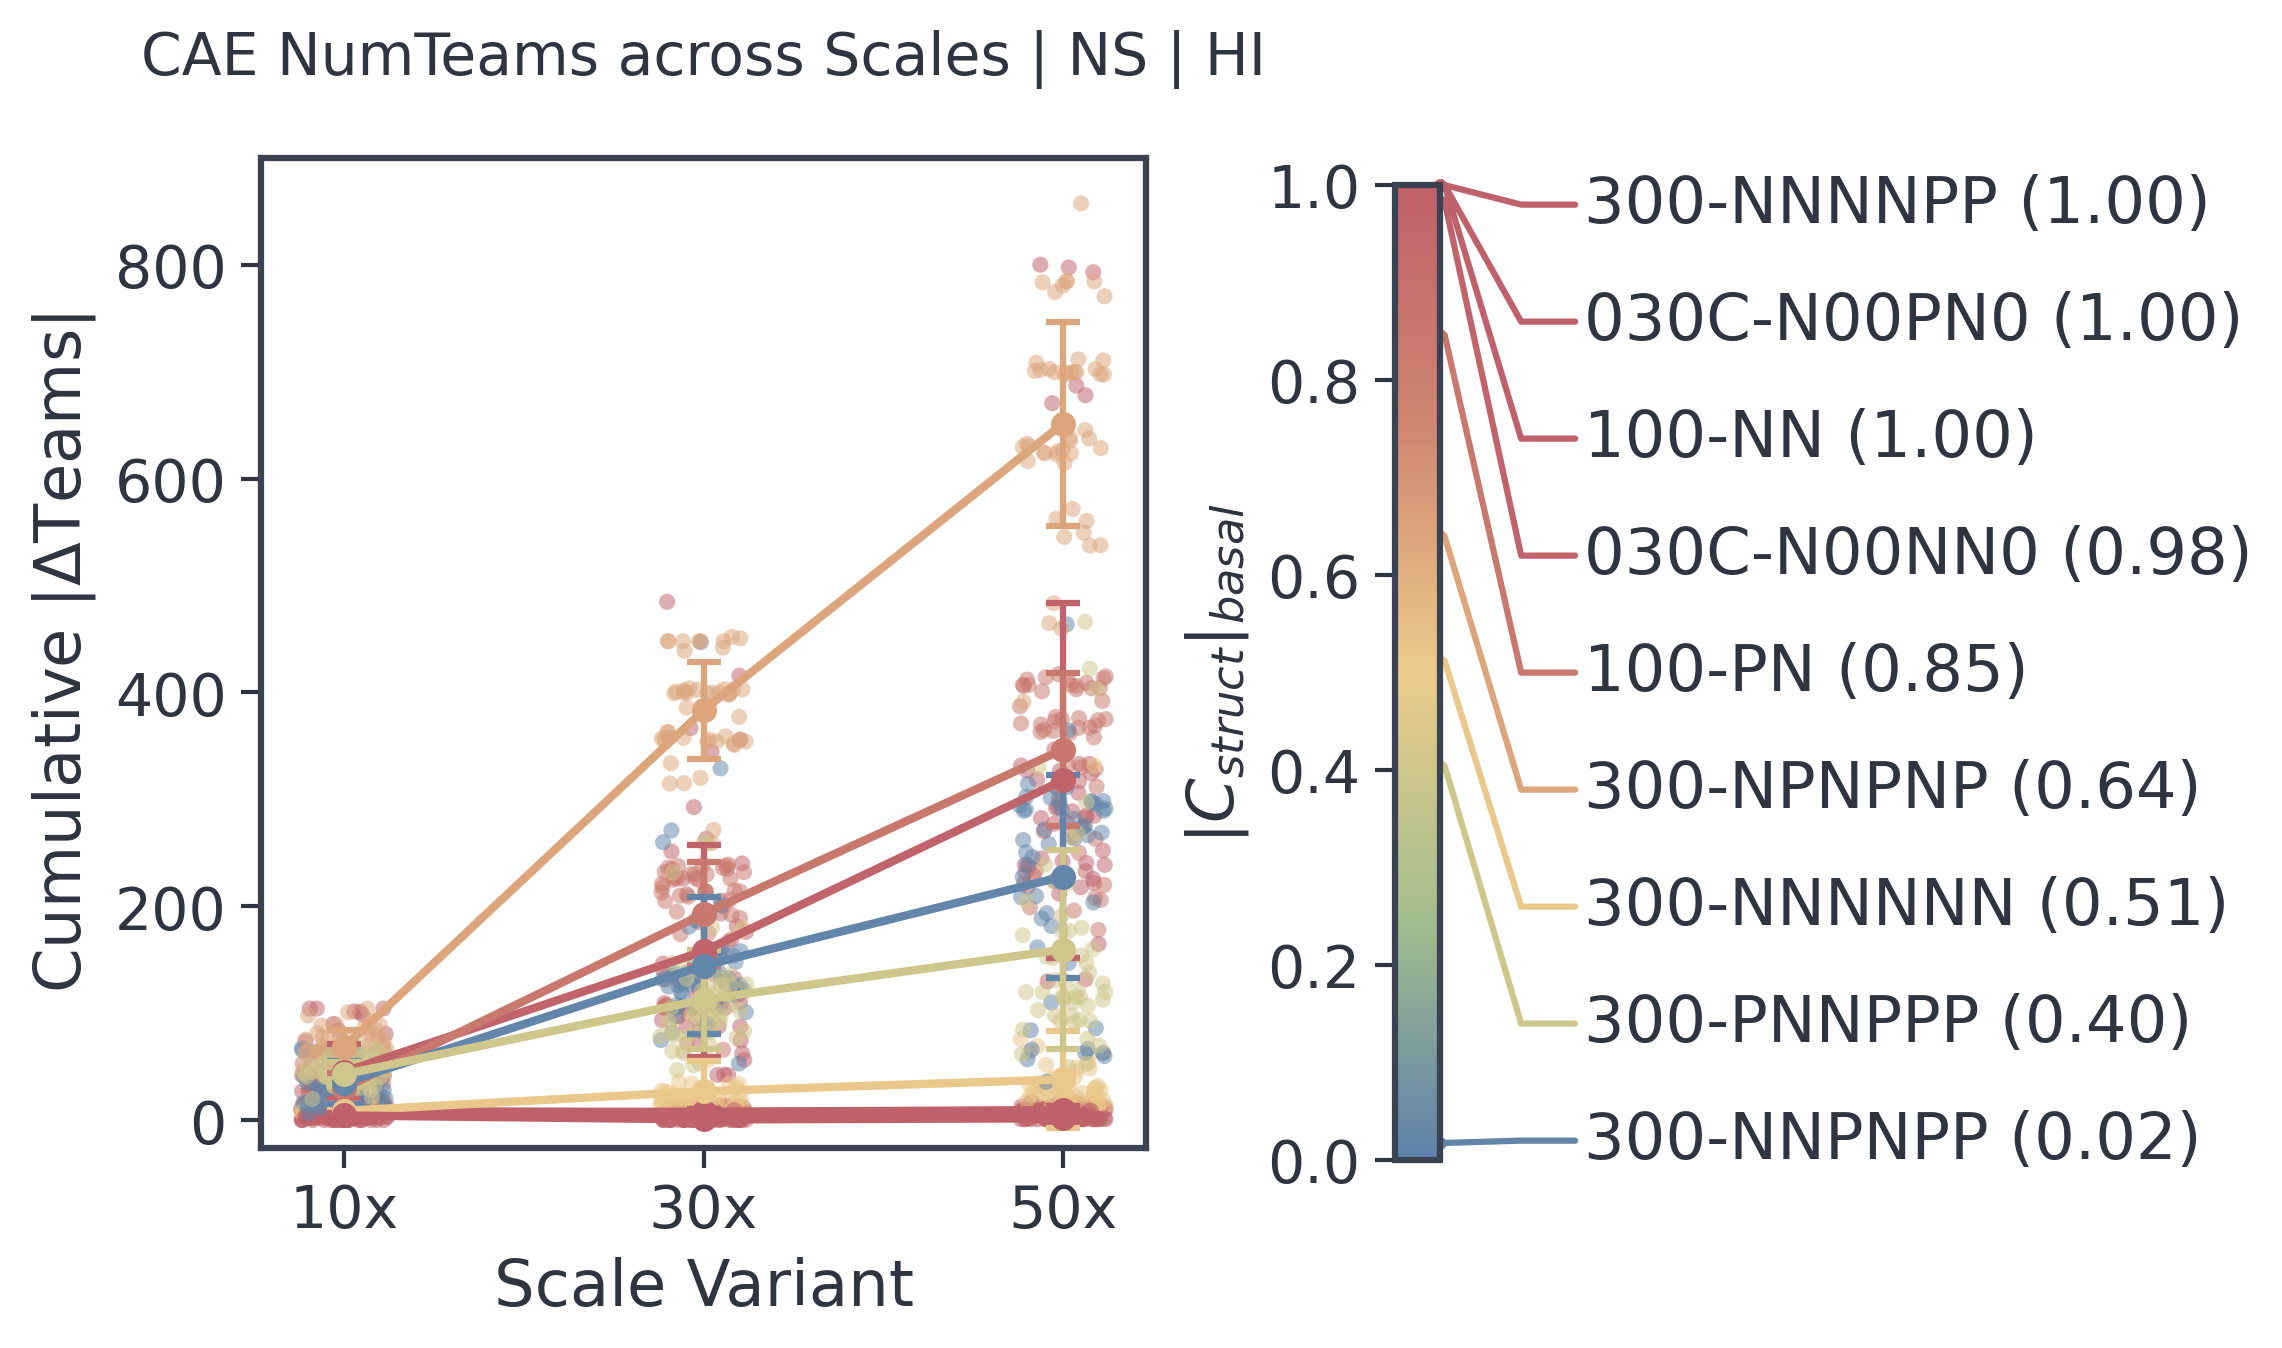 CAE NumTeams across Scales | NS | HI
Cumulative |ΔTeams|
800
600
400
200
0
10x
30x
50x
Scale Variant
|C_struct|_basal
1.0
0.8
0.6
0.4
0.2
0.0
300-NNNNPP (1.00)
030C-N00PN0 (1.00)
100-NN (1.00)
030C-N00NN0 (0.98)
100-PN (0.85)
300-NPNPNP (0.64)
300-NNNNNN (0.51)
300-PNNPPP (0.40)
300-NNPNPP (0.02)